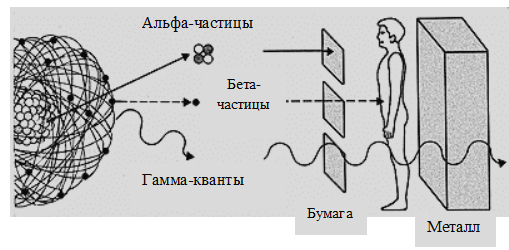 Альфа-частицы
Бета-
частицы
Гамма-кванты
Бумага
Металл